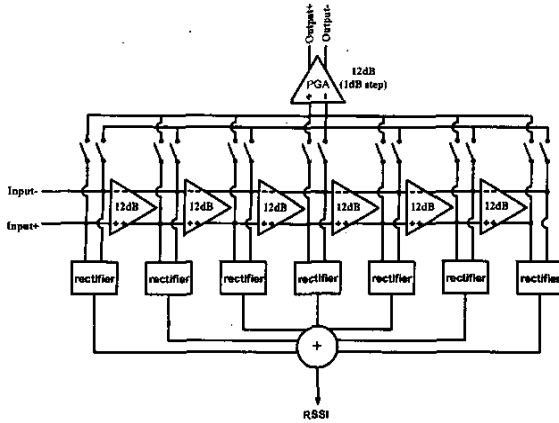 Output+
Output-
12dB
(1dB step)
PGA
+
Input-
Input+
12dB
12dB
12dB
12dB
12dB
12dB
rectifier
rectifier
rectifier
rectifier
rectifier
rectifier
rectifier
+
RSSI